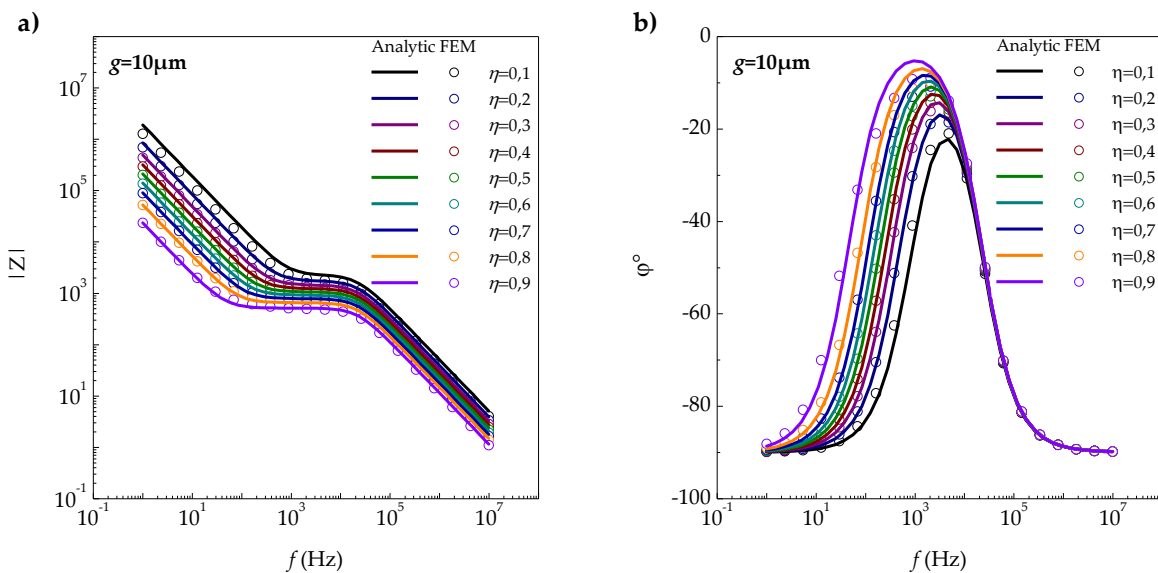 a)
g=10µm
Analytic FEM
η=0,1
η=0,2
η=0,3
η=0,4
η=0,5
η=0,6
η=0,7
η=0,8
η=0,9
10^7
10^5
10^3
10^1
10^-1
|Z|
10^-1 10^1 10^3 10^5 10^7
f (Hz)
b)
g=10µm
Analytic FEM
η=0,1
η=0,2
η=0,3
η=0,4
η=0,5
η=0,6
η=0,7
η=0,8
η=0,9
0
-20
-40
-60
-80
-100
φ°
10^-1 10^1 10^3 10^5 10^7
f (Hz)